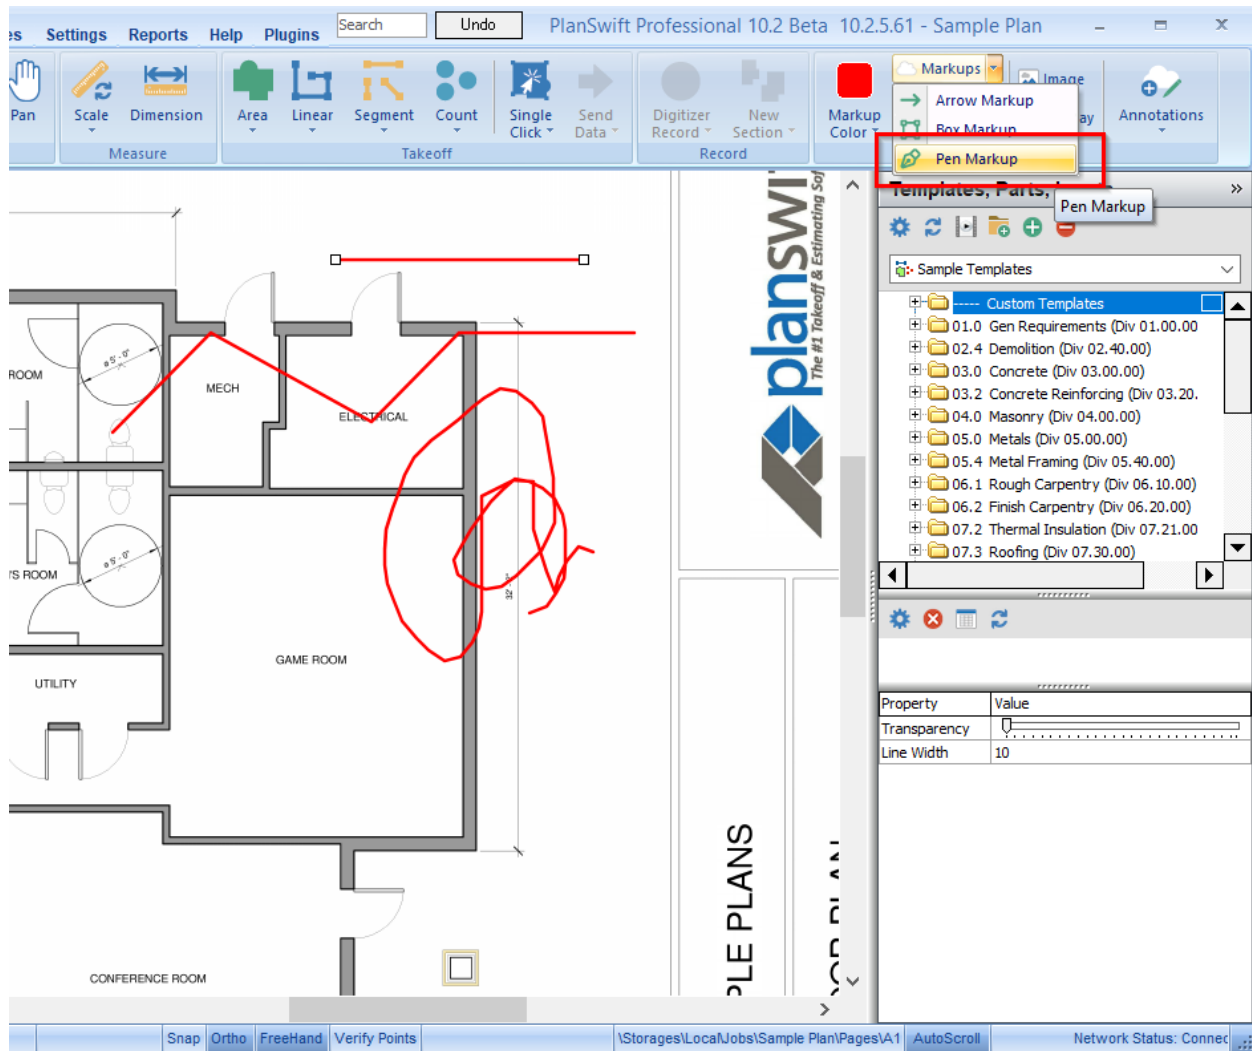 es Settings Reports Help Plugins Search Undo PlanSwift Professional 10.2 Beta 10.2.5.61 - Sample Plan
Pan Scale Dimension Area Linear Segment Count Single Click Send Data Digitizer Record New Section Markup Color Markups Image ay Annotations
Measure Takeoff Record
Arrow Markup
Box Markup
Pen Markup
Pen Markup
Templates, Parts,
Sample Templates
----- Custom Templates
01.0 Gen Requirements (Div 01.00.00
02.4 Demolition (Div 02.40.00)
03.0 Concrete (Div 03.00.00)
03.2 Concrete Reinforcing (Div 03.20.
04.0 Masonry (Div 04.00.00)
05.0 Metals (Div 05.00.00)
05.4 Metal Framing (Div 05.40.00)
06.1 Rough Carpentry (Div 06.10.00)
06.2 Finish Carpentry (Div 06.20.00)
07.2 Thermal Insulation (Div 07.21.00
07.3 Roofing (Div 07.30.00)
Property Value
Transparency
Line Width 10
ROOM
ø 5'- 0"
MECH
ELECTRICAL
'S ROOM
ø 5'- 0"
GAME ROOM
UTILITY
CONFERENCE ROOM
planswi
The #1 Takeoff & Estimating Sof
PLE PLANS
Snap Ortho FreeHand Verify Points \Storages\Local\Jobs\Sample Plan\Pages\A1 AutoScroll Network Status: Connec